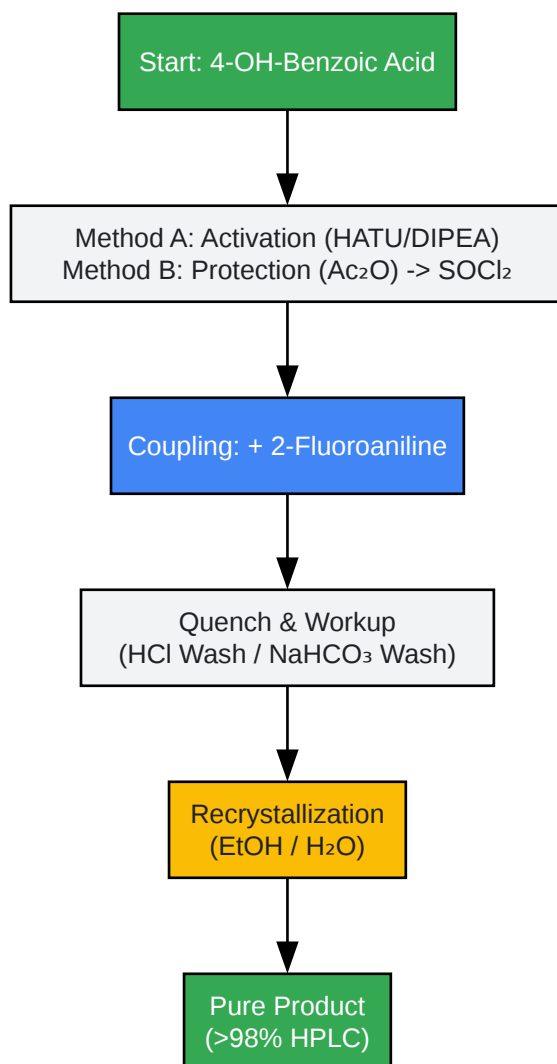 Start: 4-OH-Benzoic Acid
Method A: Activation (HATU/DIPEA)
Method B: Protection (Ac₂O) -> SOCl₂
Coupling: + 2-Fluoroaniline
Quench & Workup
(HCl Wash / NaHCO₃ Wash)
Recrystallization
(EtOH / H₂O)
Pure Product
(>98% HPLC)